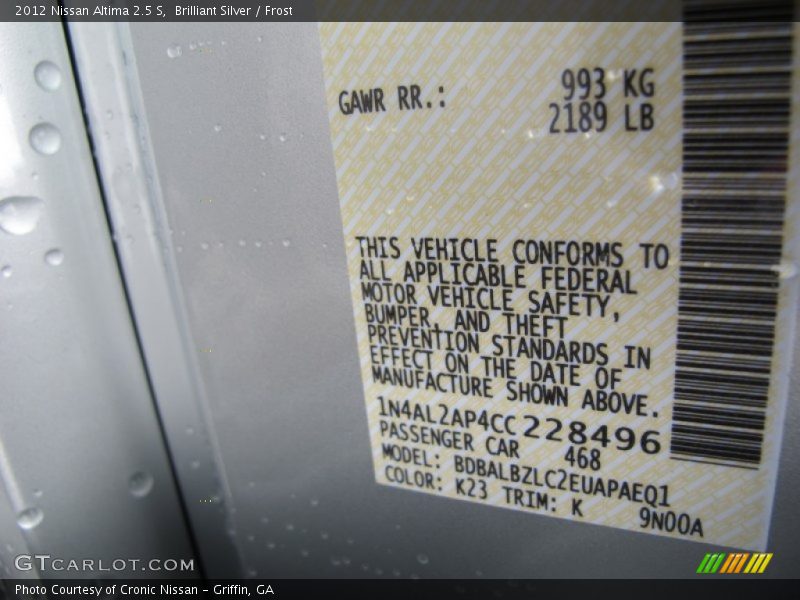 2012 Nissan Altima 2.5 S, Brilliant Silver / Frost
GAWR RR.: 993 KG
2189 LB
THIS VEHICLE CONFORMS TO
ALL APPLICABLE FEDERAL
MOTOR VEHICLE SAFETY,
BUMPER, AND THEFT
PREVENTION STANDARDS IN
EFFECT ON THE DATE OF
MANUFACTURE SHOWN ABOVE.
1N4AL2AP4CC228496
PASSENGER CAR 468
MODEL: BDBALBZLC2EUAPAEQ1
COLOR: K23 TRIM: K 9N00A
GTCARLOT.COM
Photo Courtesy of Cronic Nissan - Griffin, GA